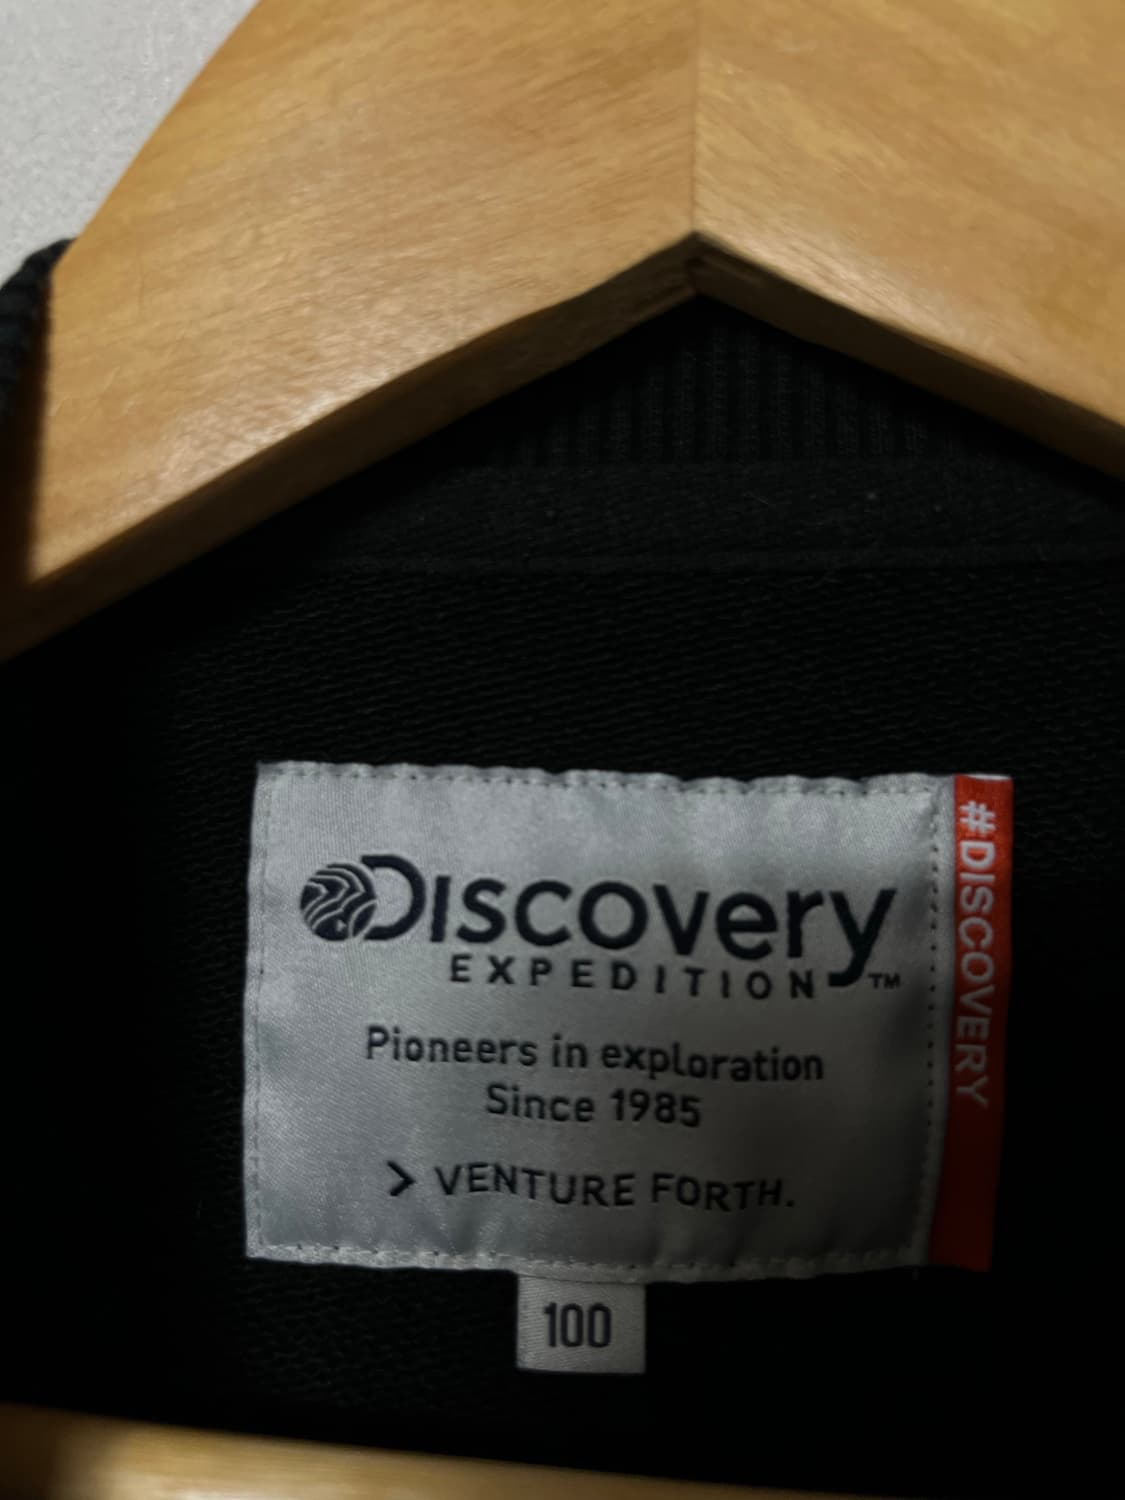 Discovery
EXPEDITION™
Pioneers in exploration
Since 1985
> VENTURE FORTH.
#DISCOVERY
100